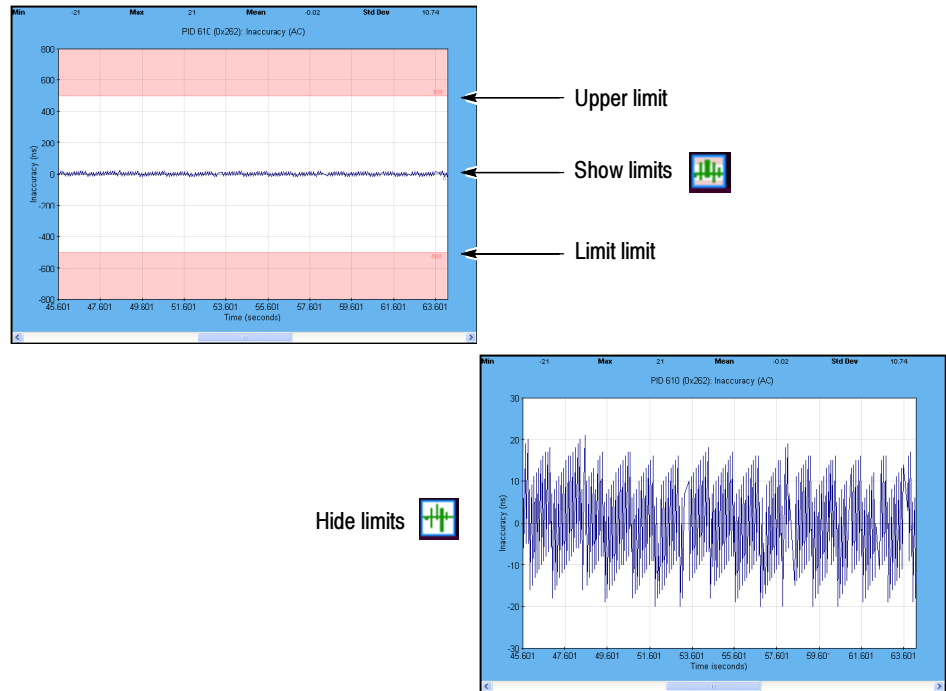 Min -21 Max 21 Mean -0.02 Std Dev 10.74
PID 610 (0x262): Inaccuracy (AC)
800
600
500
400
200
0
-200
-400
-500
-600
-800
Inaccuracy (ns)
45.601 47.601 49.601 51.601 53.601 55.601 57.601 59.601 61.601 63.601
Time (seconds)
Upper limit
Show limits
Limit limit
Hide limits
Min -21 Max 21 Mean -0.02 Std Dev 10.74
PID 610 (0x262): Inaccuracy (AC)
30
20
10
0
-10
-20
-30
Inaccuracy (ns)
45.601 47.601 49.601 51.601 53.601 55.601 57.601 59.60 61.601 63.601
Time (seconds)